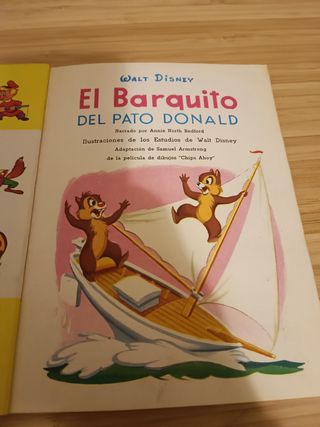 WALT DISNEY
El Barquito
DEL PATO DONALD
Narrado por Annie North Bedford
Ilustraciones de los Estudios de Walt Disney
Adaptación de Samuel Armstrong
de la película de dibujos "Chips Ahoy"